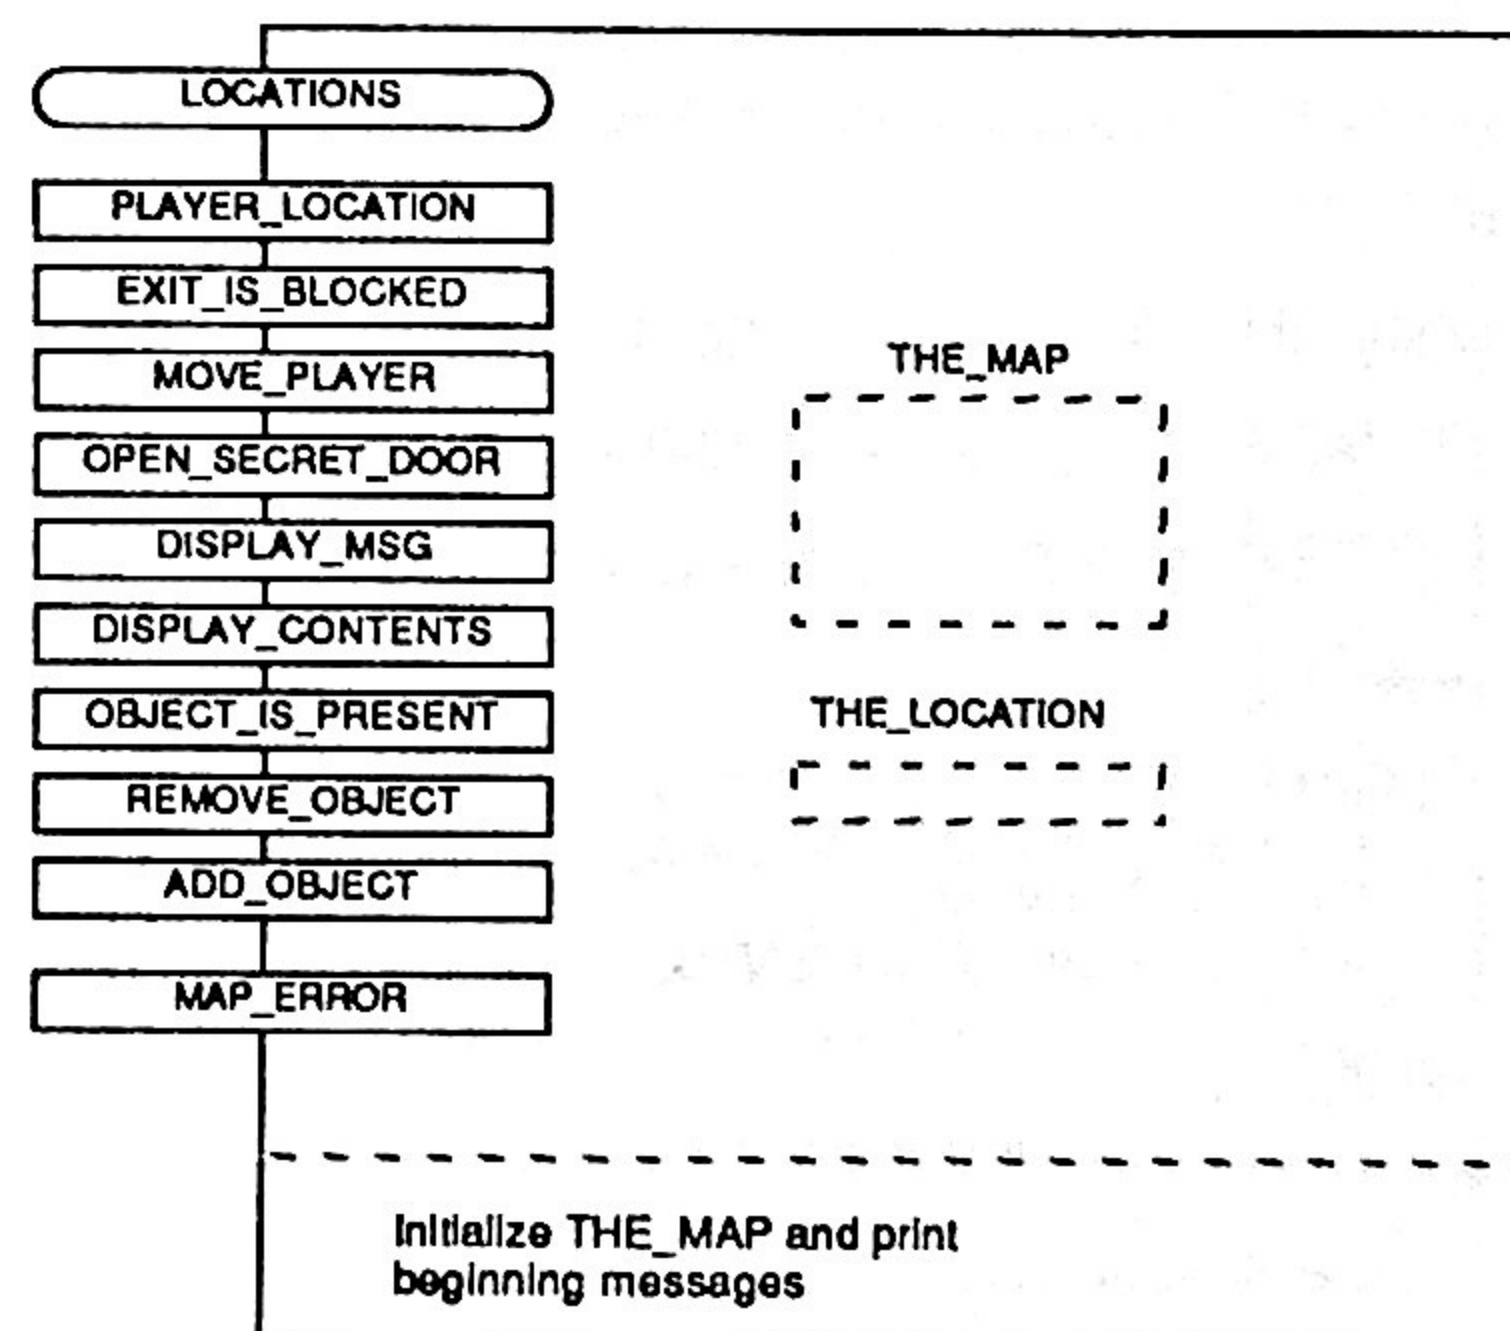 LOCATIONS
PLAYER_LOCATION
EXIT_IS_BLOCKED
MOVE_PLAYER
OPEN_SECRET_DOOR
DISPLAY_MSG
DISPLAY_CONTENTS
OBJECT_IS_PRESENT
REMOVE_OBJECT
ADD_OBJECT
MAP_ERROR
THE_MAP
THE_LOCATION
Initialize THE_MAP and print
beginning messages